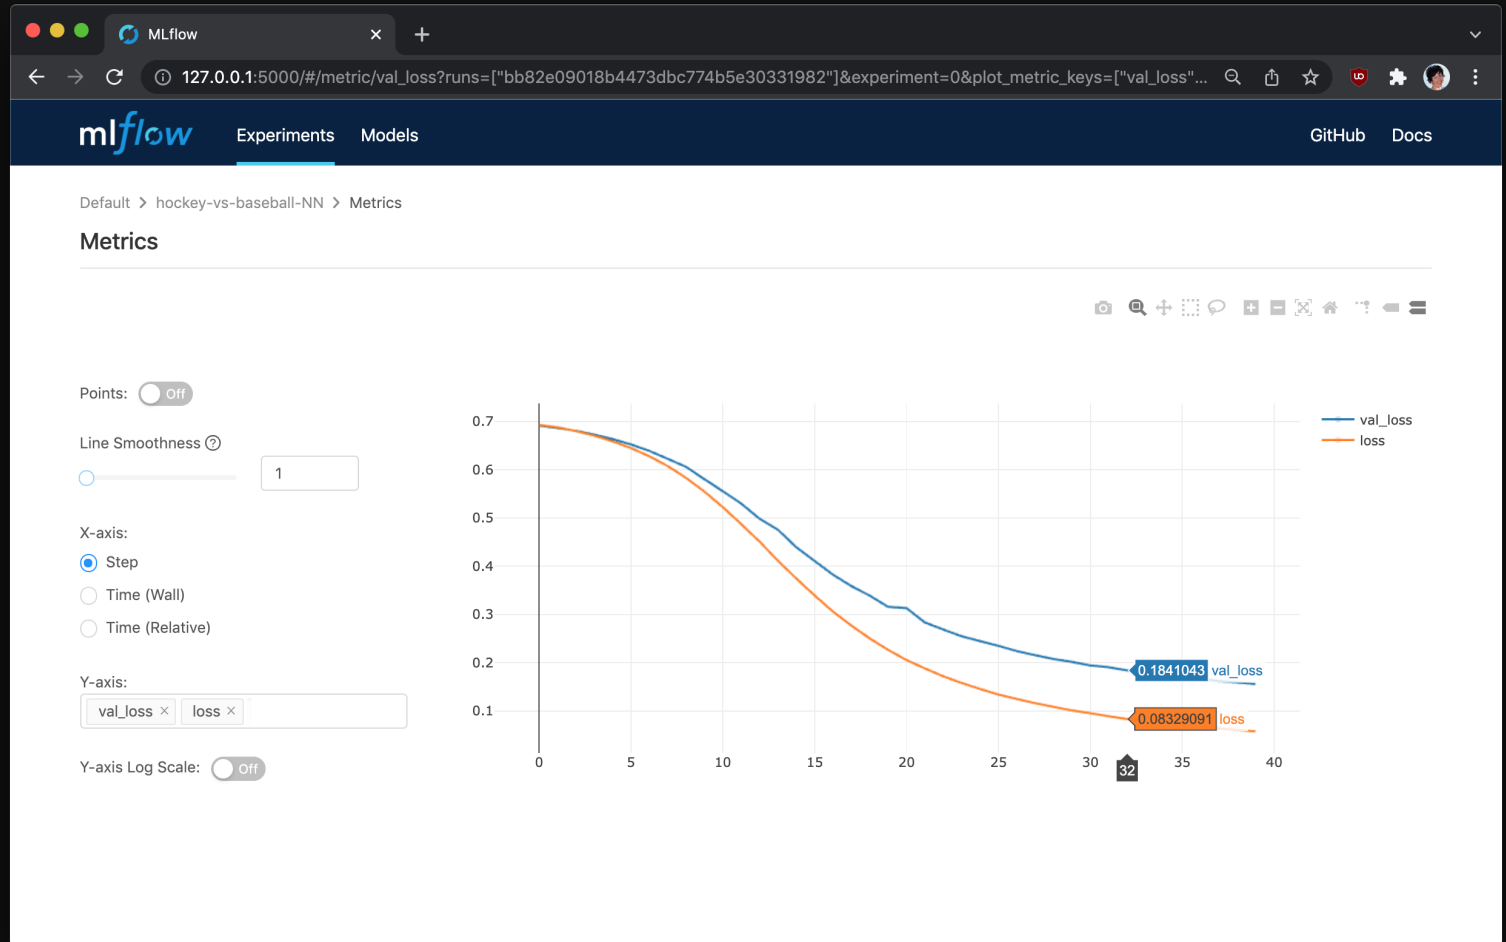 MLflow
127.0.0.1:5000/#/metric/val_loss?runs=["bb82e09018b4473dbc774b5e30331982"]&experiment=0&plot_metric_keys=["val_loss"...
mlflow Experiments Models GitHub Docs
Default > hockey-vs-baseball-NN > Metrics
Metrics
Points: Off
Line Smoothness ?
1
X-axis:
Step
Time (Wall)
Time (Relative)
Y-axis:
val_loss × loss ×
Y-axis Log Scale: Off
0.7
0.6
0.5
0.4
0.3
0.2
0.1
0 5 10 15 20 25 30 35 40
32
0.1841043 val_loss
0.08329091 loss
val_loss
loss